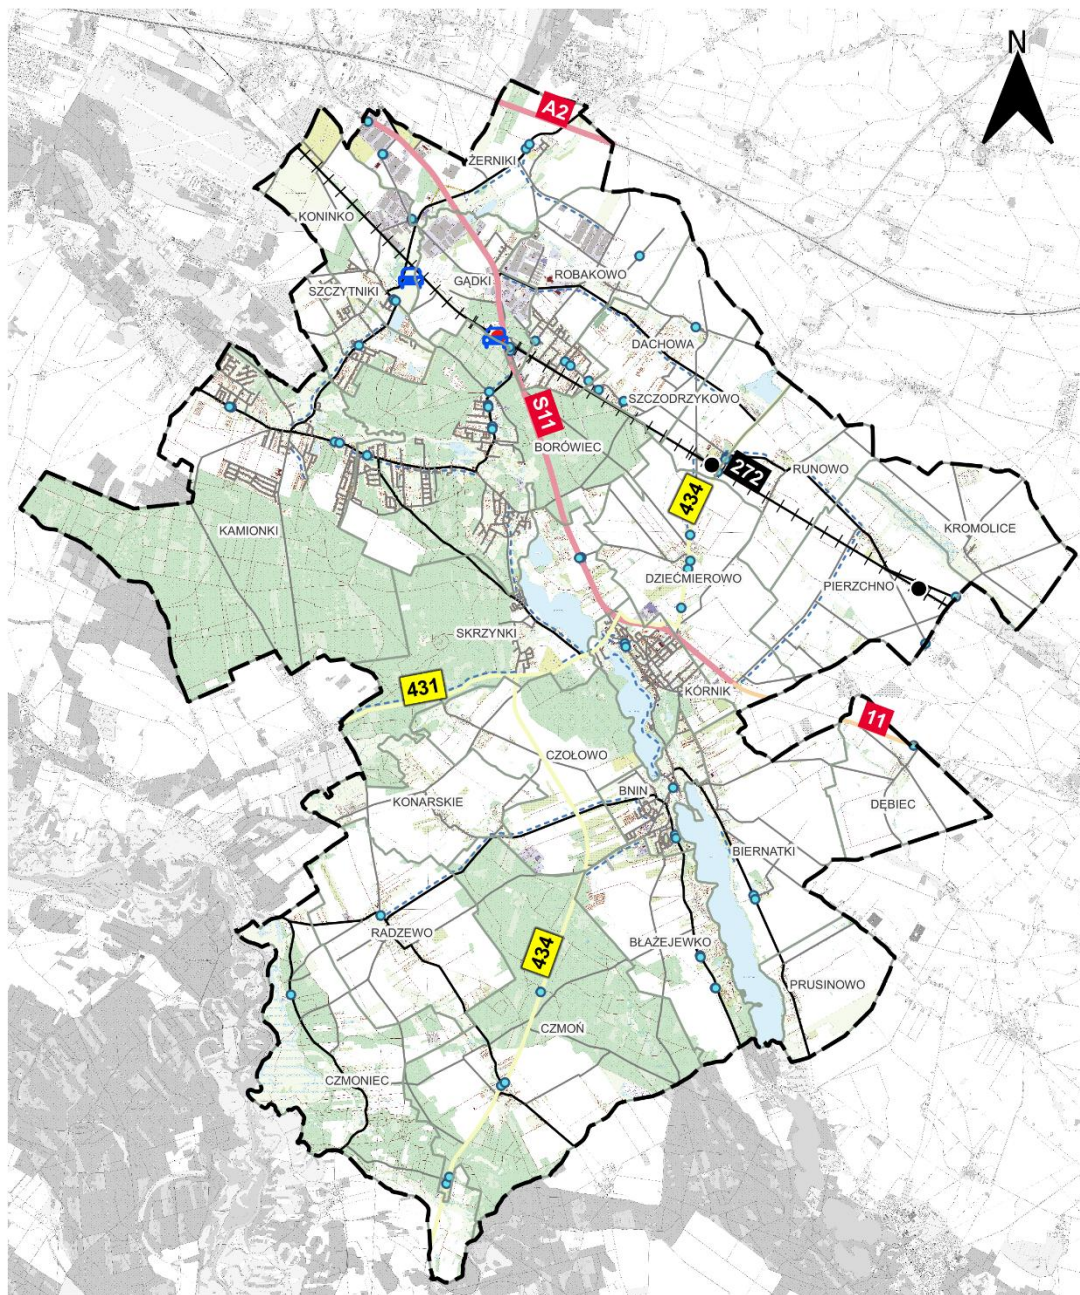 N
A2
ŻERNIKI
KONINKO
ROBAKOWO
GĄDKI
SZCZYTNIKI
DACHOWA
SZCZODRZYKOWO
S11
BORÓWIEC
272
RUNOWO
434
KROMOLICE
KAMIONKI
DZIEĆMIEROWO
PIERZCHNO
SKRZYNKI
431
KÓRNIK
11
CZOŁOWO
BNIN
KONARSKIE
DĘBIEC
BIERNATKI
RADZEWO
434
BŁAŻEJEWKO
PRUSINOWO
CZMOŃ
CZMONIEC